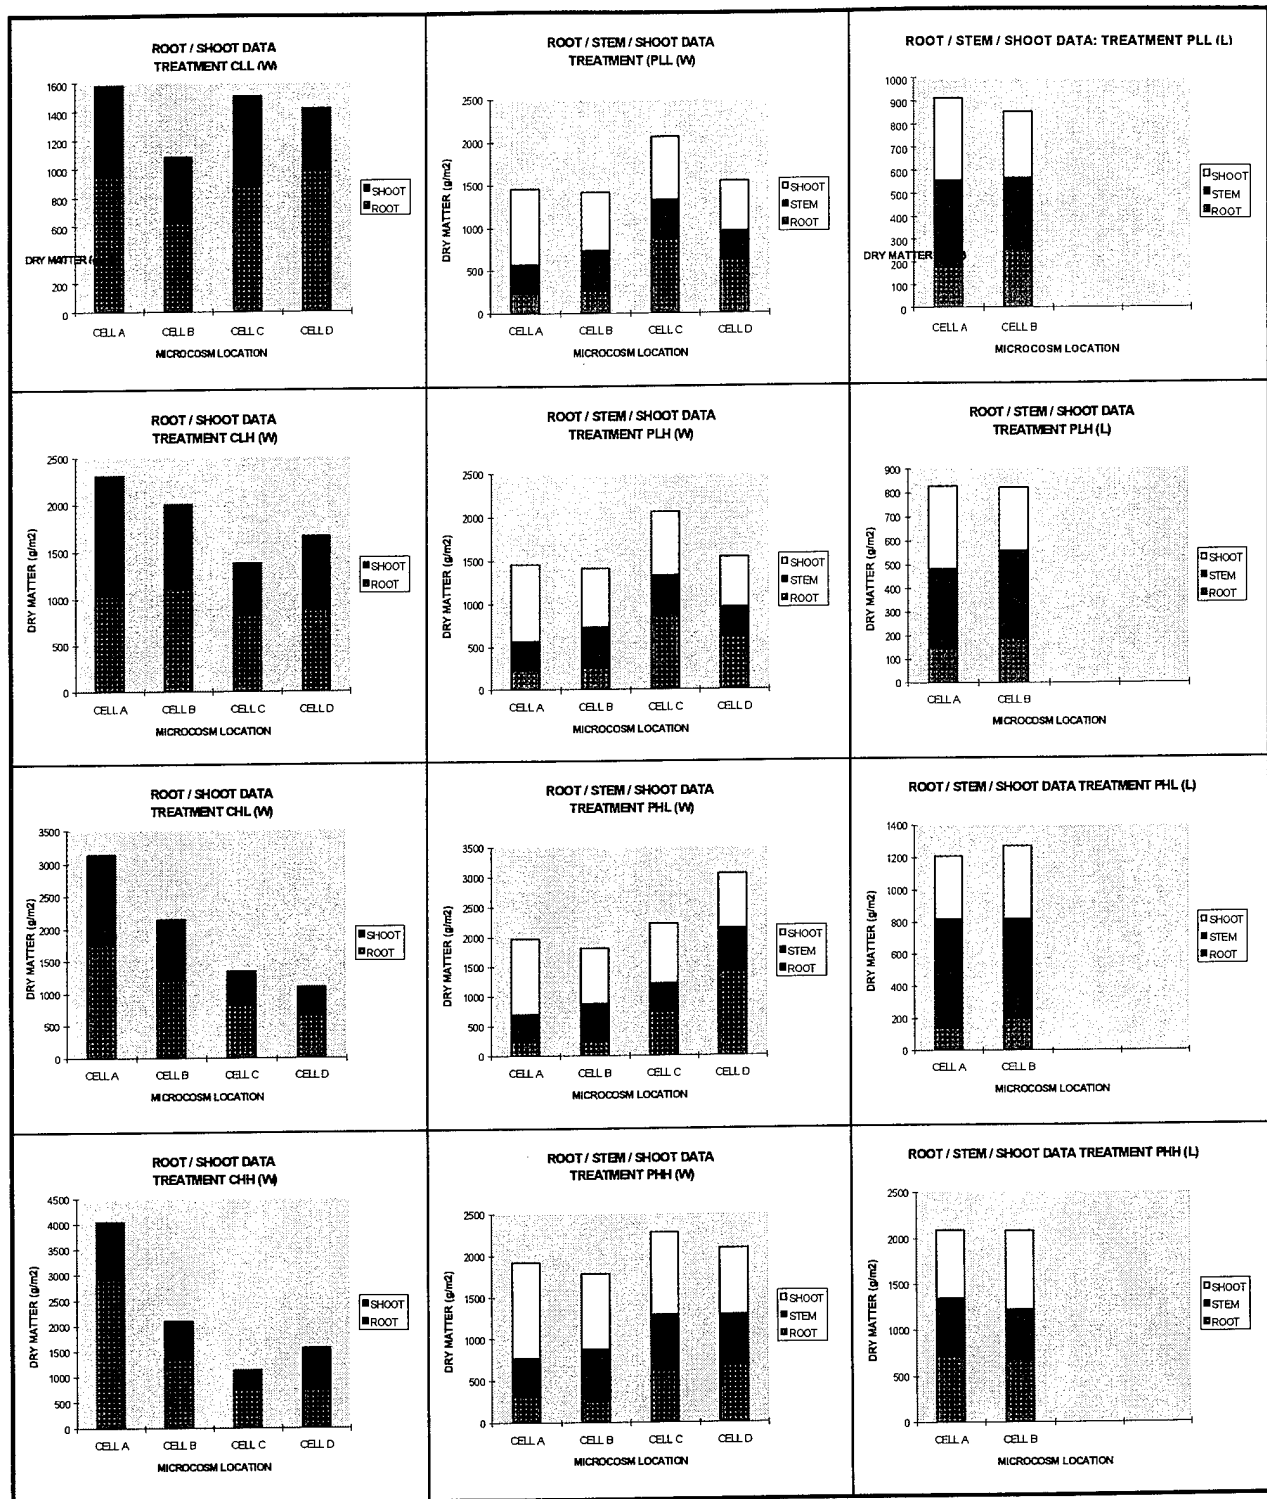 ROOT / SHOOT DATA
TREATMENT CLL (W)
1600
1400
1200
1000
800
600
DRY MATTER (
200
0
CELL A CELL B CELL C CELL D
MICROCOSM LOCATION
SHOOT
ROOT
ROOT / STEM / SHOOT DATA
TREATMENT (PLL (W)
DRY MATTER (g/m2)
2500
2000
1500
1000
500
0
CELL A CELL B CELL C CELL D
MICROCOSM LOCATION
SHOOT
STEM
ROOT
ROOT / STEM / SHOOT DATA: TREATMENT PLL (L)
1000
900
800
700
600
500
400
300
DRY MATTER
200
100
0
CELL A CELL B
MICROCOSM LOCATION
SHOOT
STEM
ROOT
ROOT / SHOOT DATA
TREATMENT CLH (W)
DRY MATTER (g/m2)
2500
2000
1500
1000
500
0
CELL A CELL B CELL C CELL D
MICROCOSM LOCATION
SHOOT
ROOT
ROOT / STEM / SHOOT DATA
TREATMENT PLH (W)
DRY MATTER (g/m2)
2500
2000
1500
1000
500
0
CELL A CELL B CELL C CELL D
MICROCOSM LOCATION
SHOOT
STEM
ROOT
ROOT / STEM / SHOOT DATA
TREATMENT PLH (L)
DRY MATTER (g/m2)
900
800
700
600
500
400
300
200
100
0
CELL A CELL B
MICROCOSM LOCATION
SHOOT
STEM
ROOT
ROOT / SHOOT DATA
TREATMENT CHL (W)
DRY MATTER (g/m2)
3500
3000
2500
2000
1500
1000
500
0
CELL A CELL B CELL C CELL D
MICROCOSM LOCATION
SHOOT
ROOT
ROOT / STEM / SHOOT DATA
TREATMENT PHL (W)
DRY MATTER (g/m2)
3500
3000
2500
2000
1500
1000
500
0
CELL A CELL B CELL C CELL D
MICROCOSM LOCATION
SHOOT
STEM
ROOT
ROOT / STEM / SHOOT DATA TREATMENT PHL (L)
DRY MATTER (g/m2)
1400
1200
1000
800
600
400
200
0
CELL A CELL B
MICROCOSM LOCATION
SHOOT
STEM
ROOT
ROOT / SHOOT DATA
TREATMENT CHH (W)
DRY MATTER (g/m2)
4500
4000
3500
3000
2500
2000
1500
1000
500
0
CELL A CELL B CELL C CELL D
MICROCOSM LOCATION
SHOOT
ROOT
ROOT / STEM / SHOOT DATA
TREATMENT PHH (W)
DRY MATTER (g/m2)
2500
2000
1500
1000
500
0
CELL A CELL B CELL C CELL D
MICROCOSM LOCATION
SHOOT
STEM
ROOT
ROOT / STEM / SHOOT DATA TREATMENT PHH (L)
DRY MATTER (g/m2)
2500
2000
1500
1000
500
0
CELL A CELL B
MICROCOSM LOCATION
SHOOT
STEM
ROOT